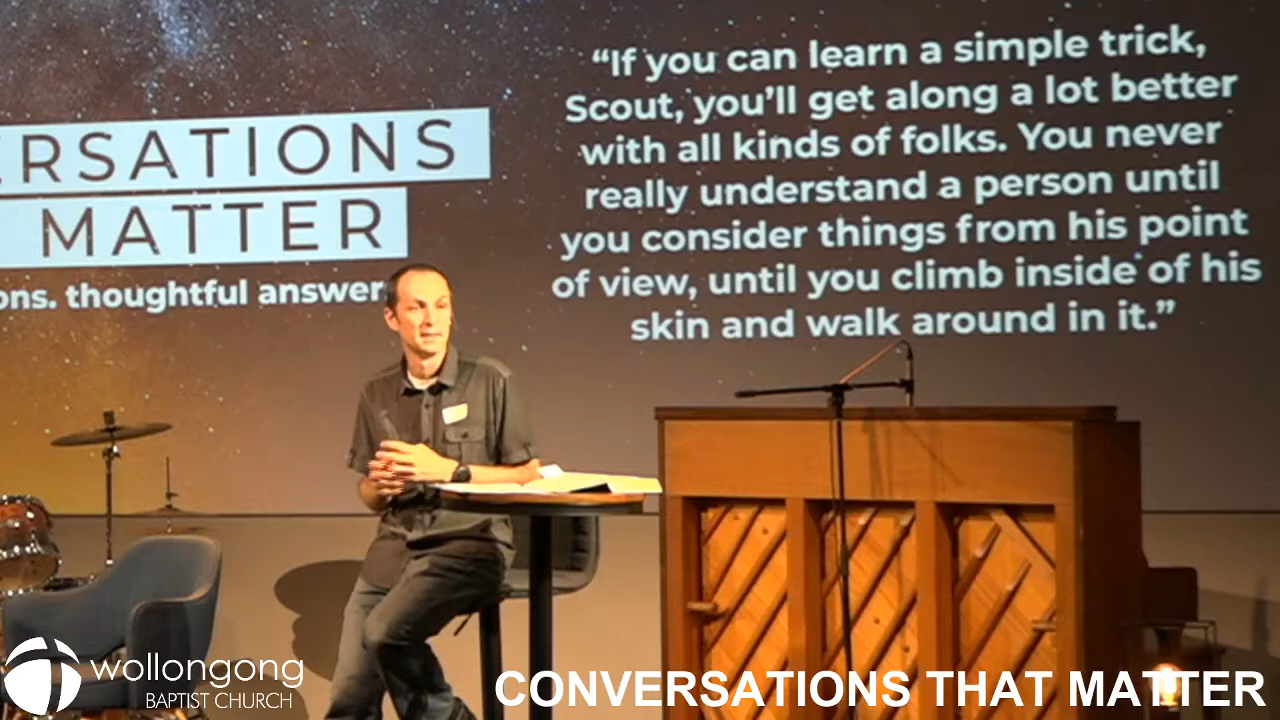 ERSATIONS
MATTER
ons. thoughtful answer
“If you can learn a simple trick,
Scout, you’ll get along a lot better
with all kinds of folks. You never
really understand a person until
you consider things from his point
of view, until you climb inside of his
skin and walk around in it.”
wollongong
BAPTIST CHURCH
CONVERSATIONS THAT MATTER